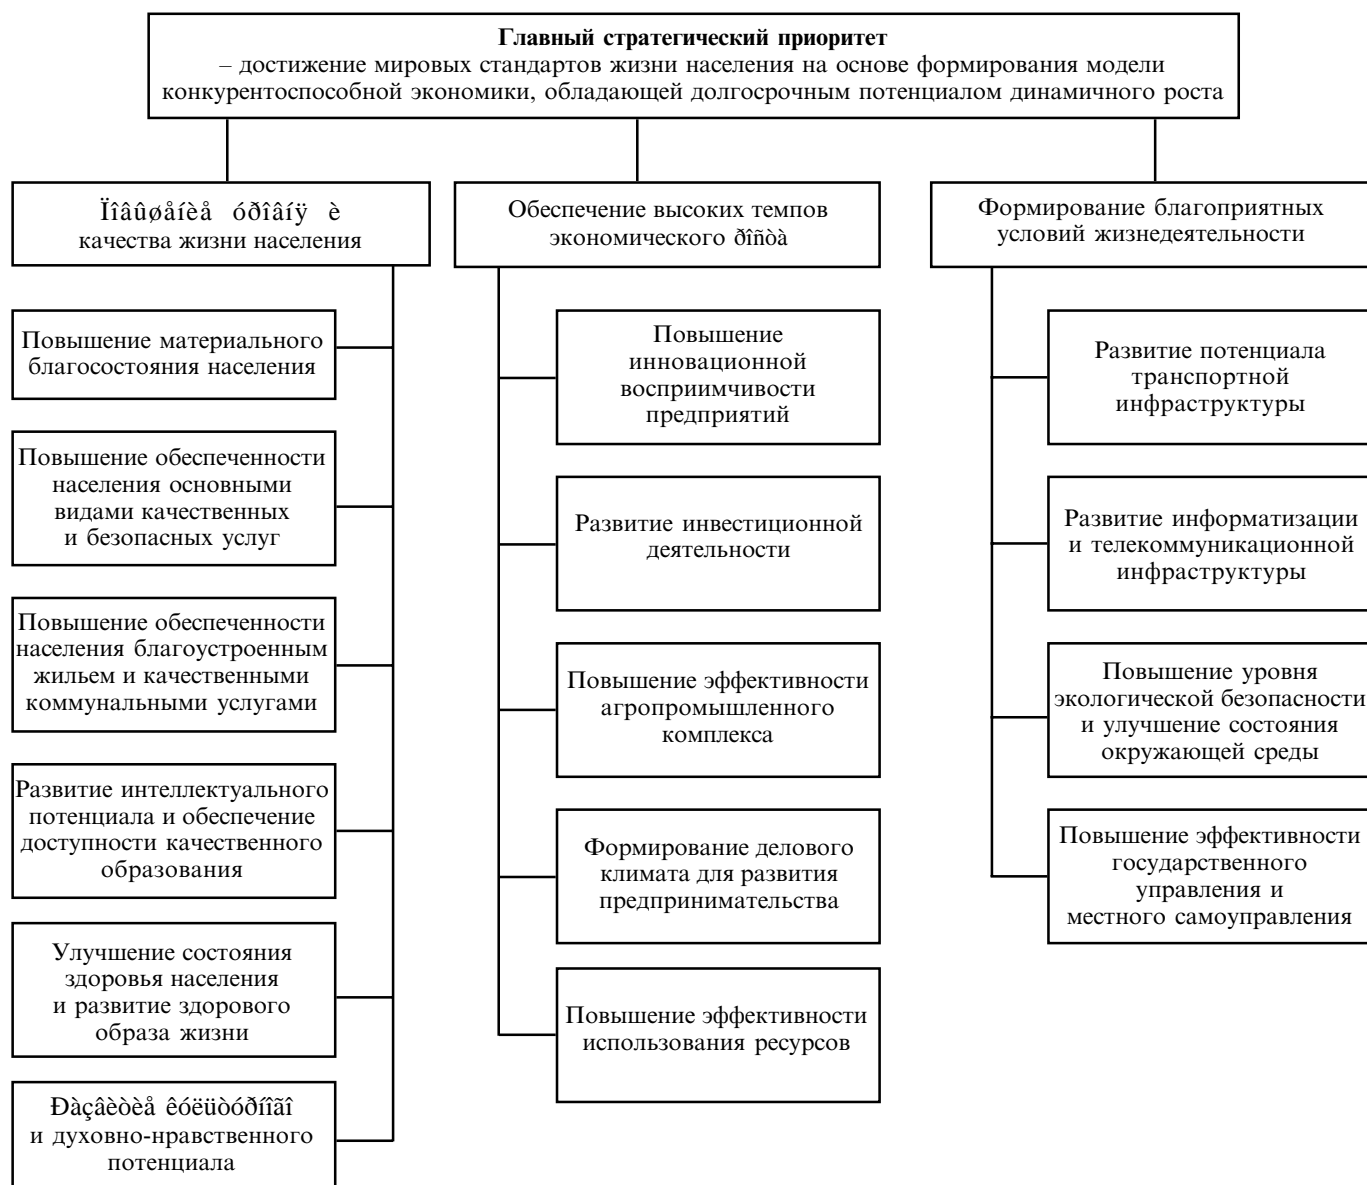 Главный стратегический приоритет
– достижение мировых стандартов жизни населения на основе формирования модели
конкурентоспособной экономики, обладающей долгосрочным потенциалом динамичного роста
Ïîâûøåíèå óðîâíÿ è
качества жизни населения
Обеспечение высоких темпов
экономического ðîñòà
Формирование благоприятных
условий жизнедеятельности
Повышение материального
благосостояния населения
Повышение обеспеченности
населения основными
видами качественных
и безопасных услуг
Повышение обеспеченности
населения благоустроенным
жильем и качественными
коммунальными услугами
Развитие интеллектуального
потенциала и обеспечение
доступности качественного
образования
Улучшение состояния
здоровья населения
и развитие здорового
образа жизни
Ðàçâèòèå êóëüòóðíîãî
и духовно-нравственного
потенциала
Повышение
инновационной
восприимчивости
предприятий
Развитие инвестиционной
деятельности
Повышение эффективности
агропромышленного
комплекса
Формирование делового
климата для развития
предпринимательства
Повышение эффективности
использования ресурсов
Развитие потенциала
транспортной
инфраструктуры
Развитие информатизации
и телекоммуникационной
инфраструктуры
Повышение уровня
экологической безопасности
и улучшение состояния
окружающей среды
Повышение эффективности
государственного
управления и
местного самоуправления